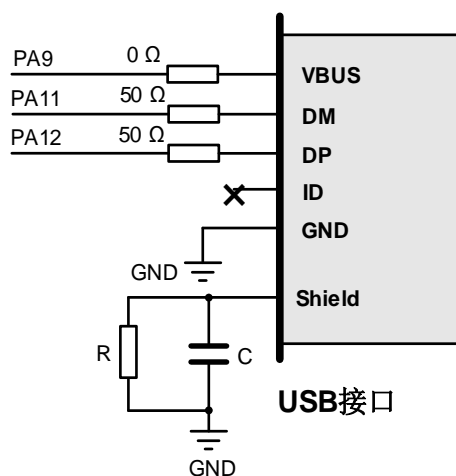 PA9 0 Ω VBUS
PA11 50 Ω DM
PA12 50 Ω DP
ID
GND
GND
Shield
R C
USB接口
GND